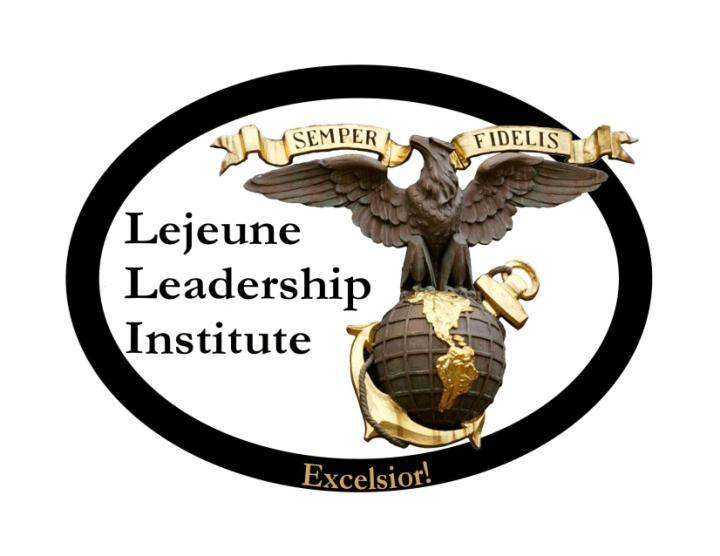 SEMPER FIDELIS
Lejeune
Leadership
Institute
Excelsior!